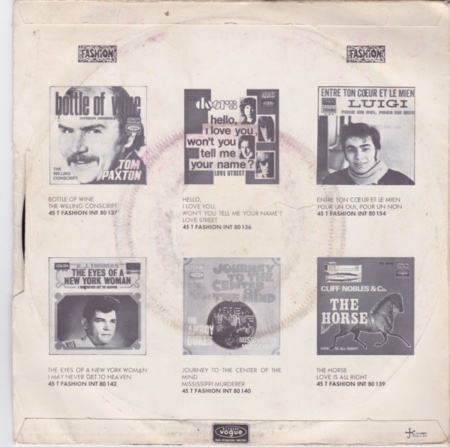 FASHION
FASHION
bottle of wine
THE WILLING CONSCRIPT
TOM PAXTON
doors
hello,
i love you,
won't you
tell me
your name?
LOVE STREET
ENTRE TON CŒUR ET LE MIEN
LUIGI
POUR UN OUI, POUR UN NON
BOTTLE OF WINE
THE WILLING CONSCRIPT
45 T FASHION INT 80 137
HELLO,
I LOVE YOU,
WON'T YOU TELL ME YOUR NAME ?
LOVE STREET
45 T FASHION INT 80 136
ENTRE TON CŒUR ET LE MIEN
POUR UN OUI, POUR UN NON
45 T FASHION INT 80 154
B.J. THOMAS
THE EYES OF A
NEW YORK WOMAN
JOURNEY
TO THE
CENTER OF
THE MIND
THE AMBOY DUKES
CLIFF NOBLES & Co.
THE
HORSE
LOVE IS ALL RIGHT
THE EYES OF A NEW YORK WOMAN
I MAY NEVER GET TO HEAVEN
45 T FASHION INT 80 142
JOURNEY TO THE CENTER OF THE
MIND
MISSISSIPPI MURDERER
45 T FASHION INT 80 140
THE HORSE
LOVE IS ALL RIGHT
45 T FASHION INT 80 139
vogue